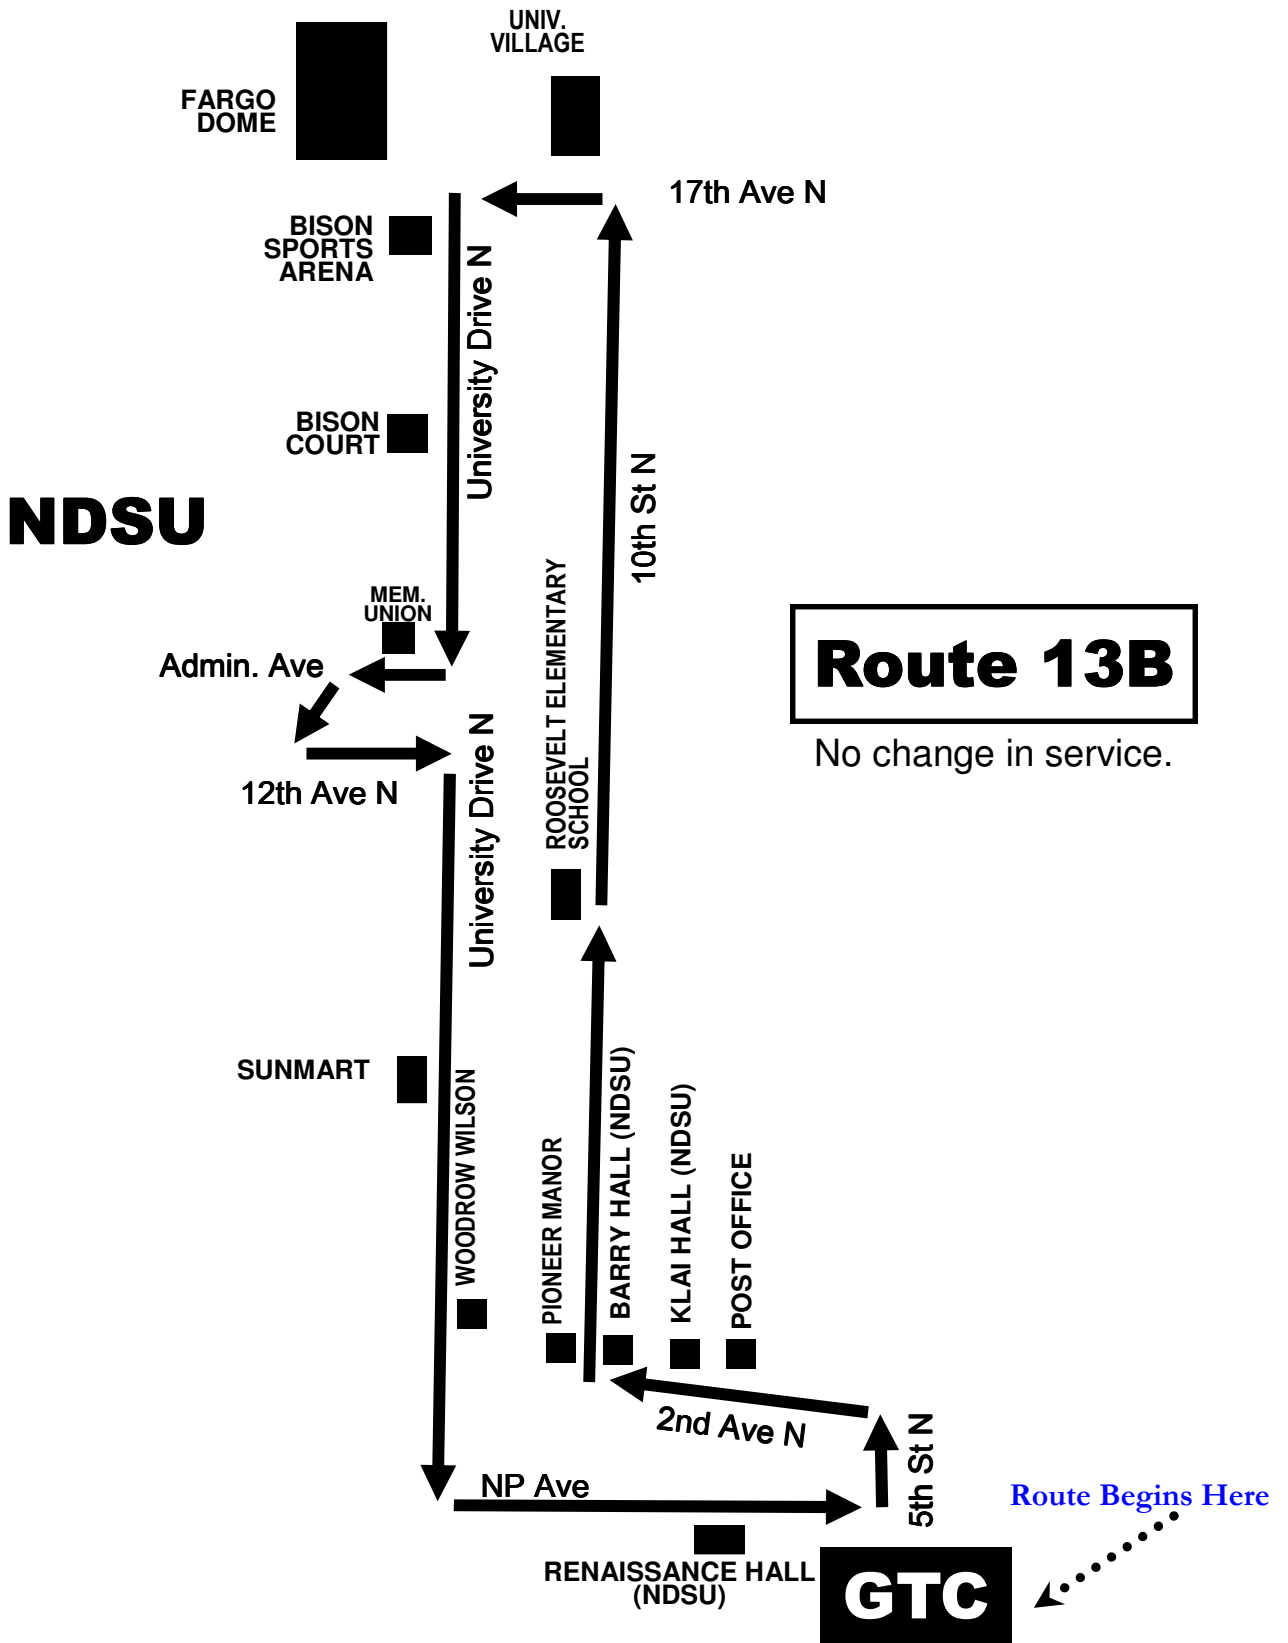 UNIV.
VILLAGE
FARGO
DOME
17th Ave N
BISON
SPORTS
ARENA
University Drive N
BISON
COURT
10th St N
NDSU
MEM.
UNION
Admin. Ave
ROOSEVELT ELEMENTARY
SCHOOL
Route 13B
No change in service.
12th Ave N
University Drive N
SUNMART
WOODROW WILSON
PIONEER MANOR
BARRY HALL (NDSU)
KLAI HALL (NDSU)
POST OFFICE
2nd Ave N
5th St N
NP Ave
Route Begins Here
RENAISSANCE HALL
(NDSU)
GTC